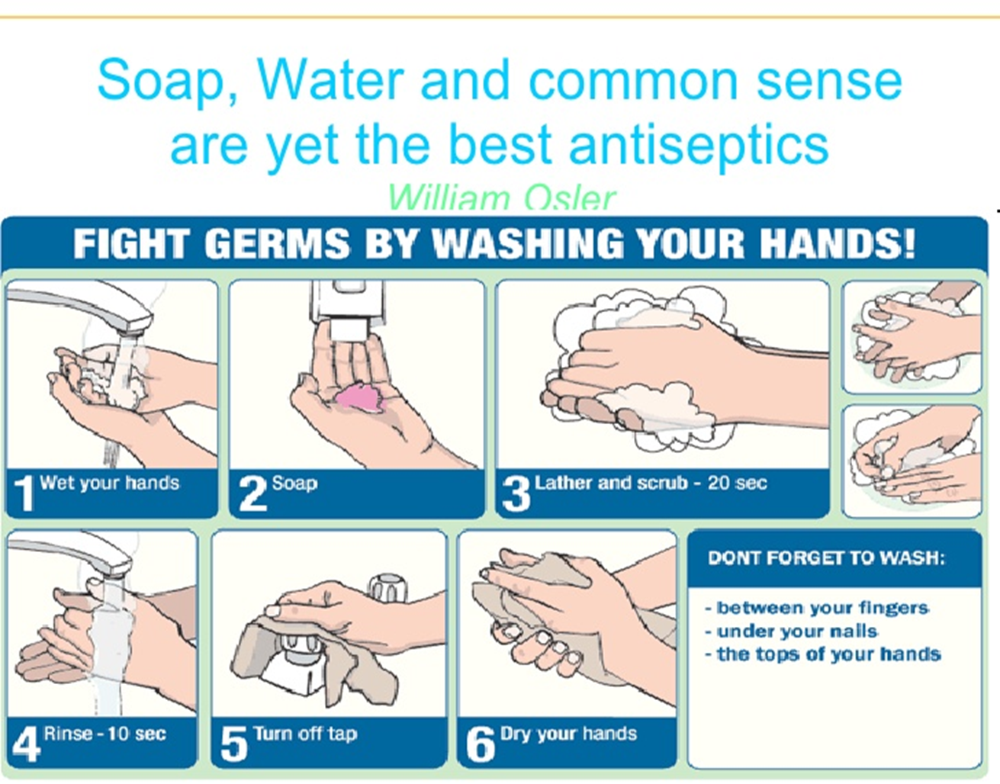 Soap, Water and common sense
are yet the best antiseptics
William Osler
FIGHT GERMS BY WASHING YOUR HANDS!
1 Wet your hands
2 Soap
3 Lather and scrub - 20 sec
4 Rinse - 10 sec
5 Turn off tap
6 Dry your hands
DONT FORGET TO WASH:
- between your fingers
- under your nails
- the tops of your hands